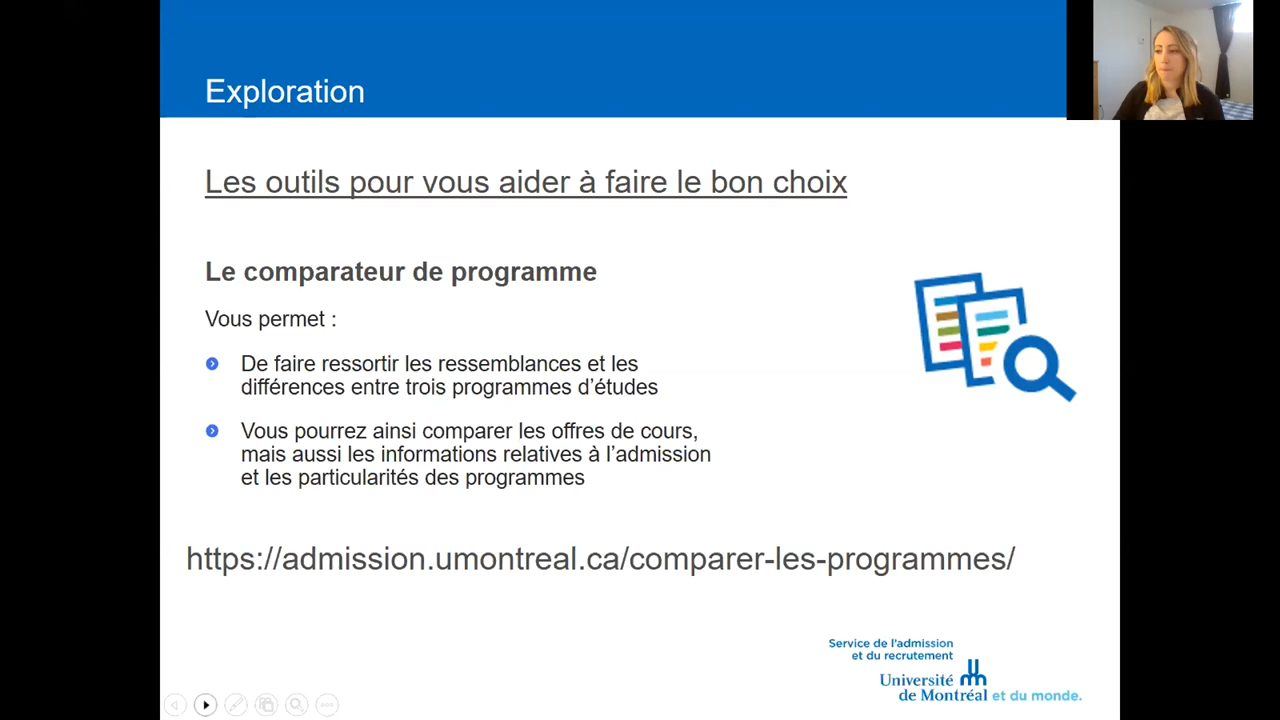 Exploration
Les outils pour vous aider à faire le bon choix
Le comparateur de programme
Vous permet :
De faire ressortir les ressemblances et les
différences entre trois programmes d’études
Vous pourrez ainsi comparer les offres de cours,
mais aussi les informations relatives à l’admission
et les particularités des programmes
https://admission.umontreal.ca/comparer-les-programmes/
Service de l’admission
et du recrutement
Université
de Montréal et du monde.